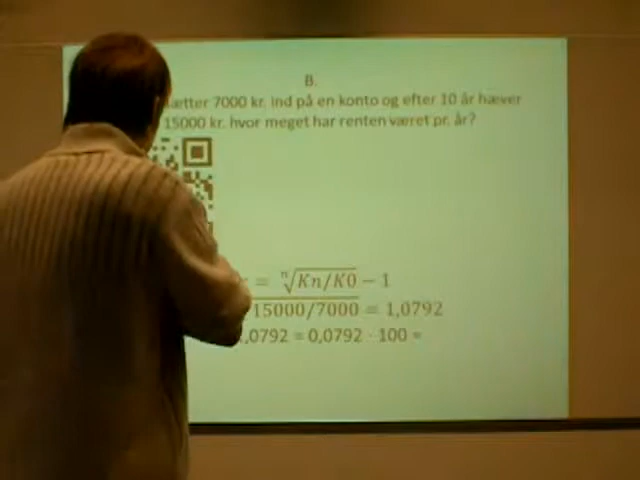 B.
sætter 7000 kr. ind på en konto og efter 10 år hæver
15000 kr. hvor meget har renten været pr. år?
= ⁿ√Kn/K0 − 1
15000/7000 = 1,0792
,0792 = 0,0792 · 100 =